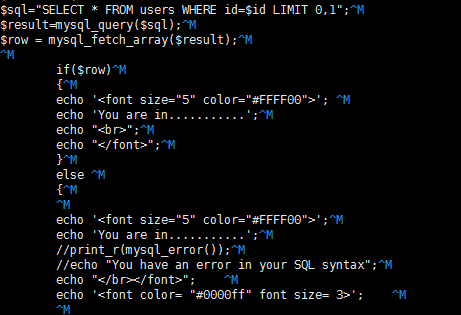 $sql="SELECT * FROM users WHERE id=$id LIMIT 0,1";^M
$result=mysql_query($sql);^M
$row = mysql_fetch_array($result);^M
^M
        if($row)^M
        {^M
        echo '<font size="5" color="#FFFF00">'; ^M
        echo 'You are in...........';^M
        echo "<br>";^M
        echo "</font>";^M
        }^M
        else ^M
        {^M
        ^M
        echo '<font size="5" color="#FFFF00">';^M
        echo 'You are in...........';^M
        //print_r(mysql_error());^M
        //echo "You have an error in your SQL syntax";^M
        echo "</br></font>";    ^M
        echo '<font color= "#0000ff" font size= 3>';    ^M
        ^M